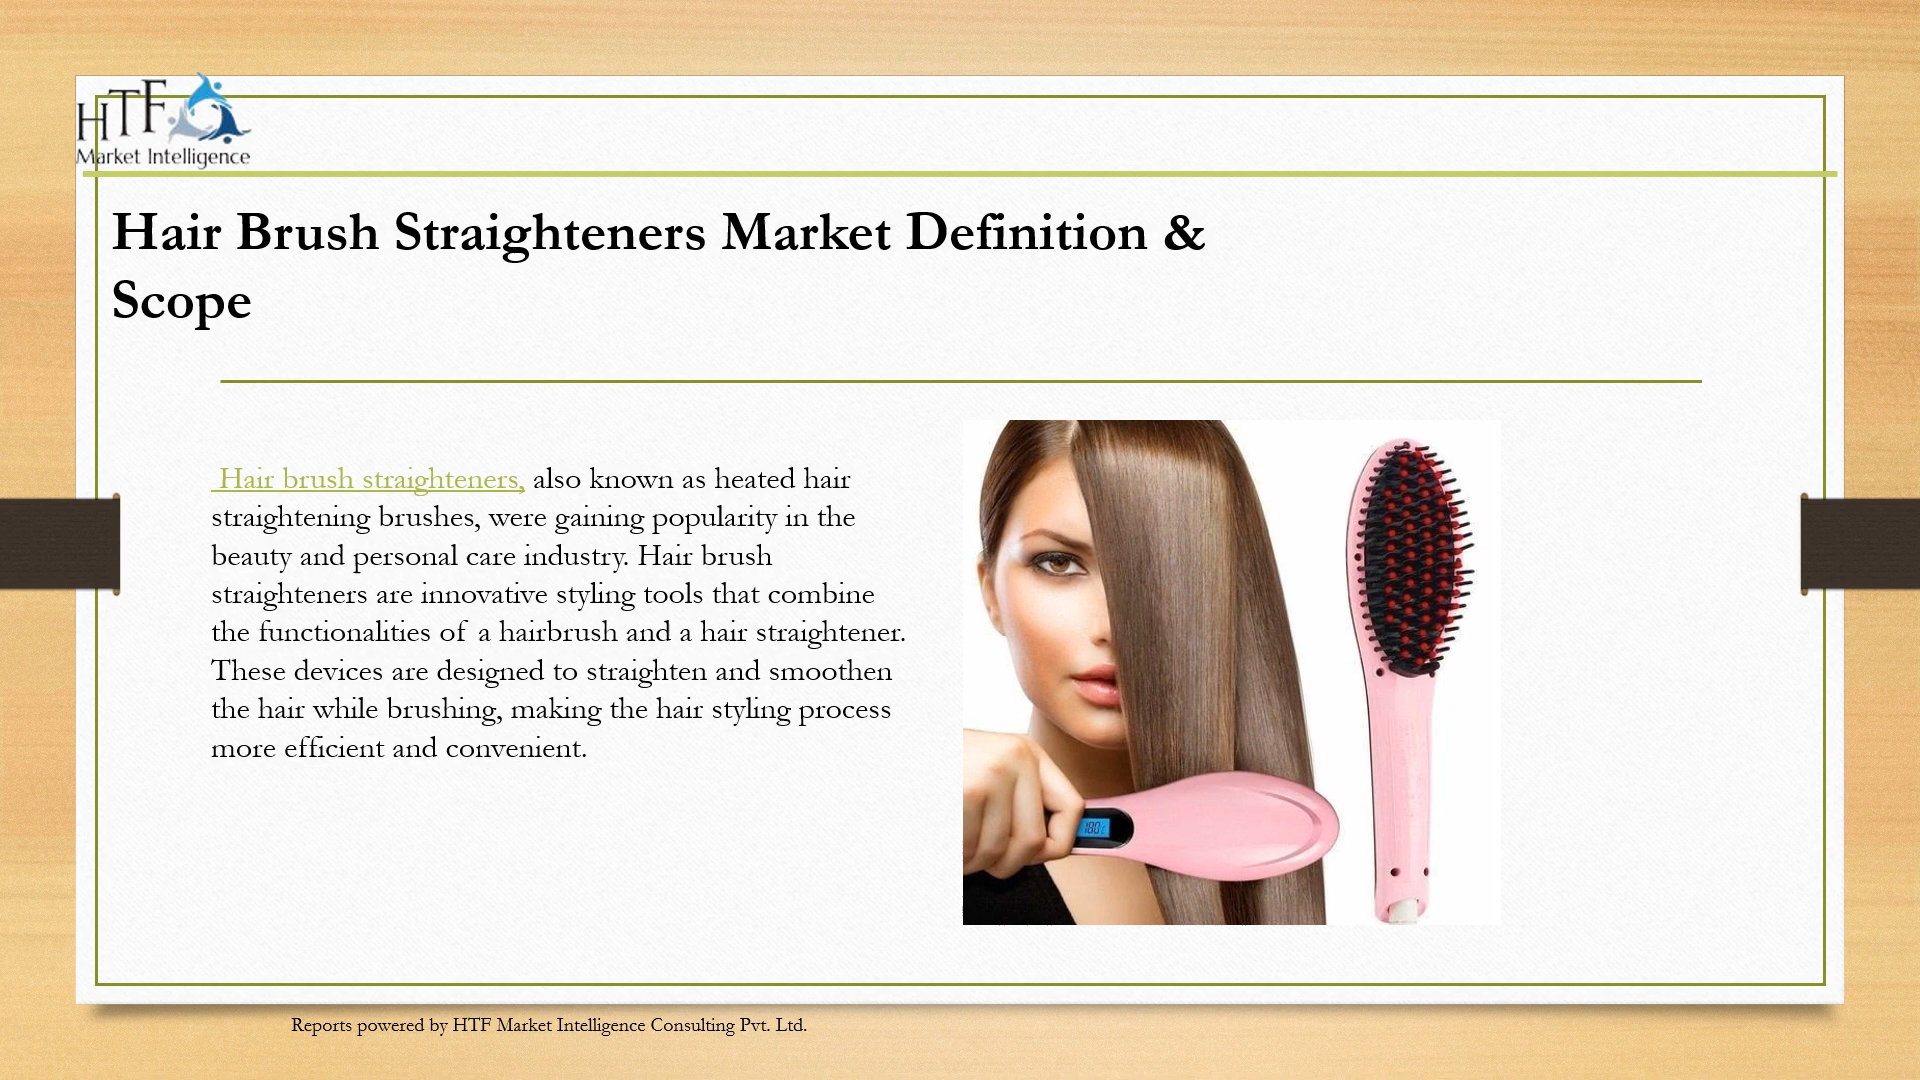 HTF
Market Intelligence
Hair Brush Straighteners Market Definition &
Scope
Hair brush straighteners, also known as heated hair
straightening brushes, were gaining popularity in the
beauty and personal care industry. Hair brush
straighteners are innovative styling tools that combine
the functionalities of a hairbrush and a hair straightener.
These devices are designed to straighten and smoothen
the hair while brushing, making the hair styling process
more efficient and convenient.
180
Reports powered by HTF Market Intelligence Consulting Pvt. Ltd.